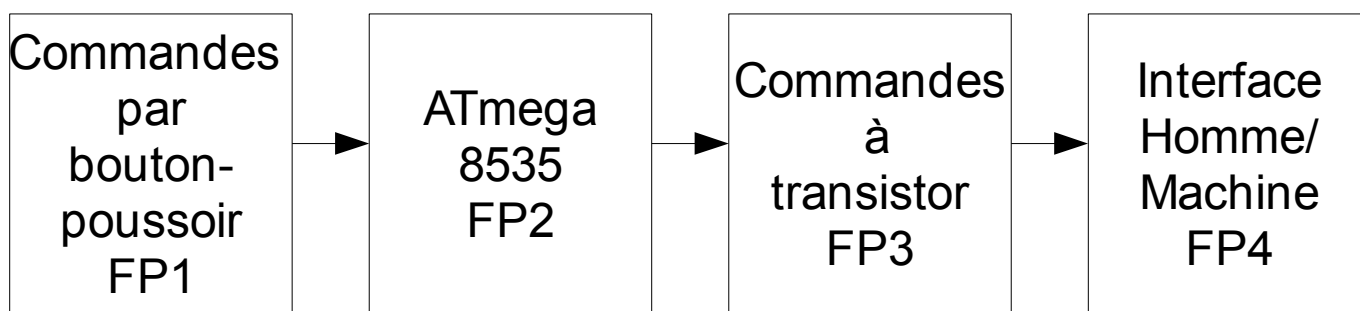 Commandes
par
bouton-
poussoir
FP1
ATmega
8535
FP2
Commandes
à
transistor
FP3
Interface
Homme/
Machine
FP4